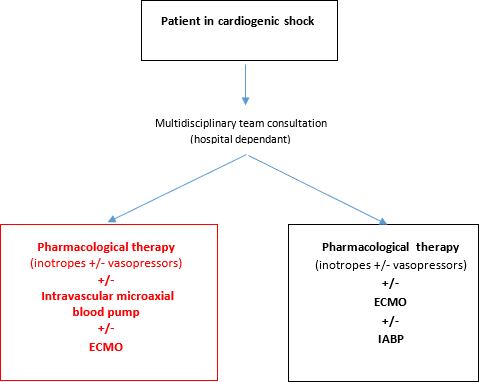 Patient in cardiogenic shock
Multidisciplinary team consultation
(hospital dependant)
Pharmacological therapy
(inotropes +/- vasopressors)
+/-
Intravascular microaxial
blood pump
+/-
ECMO
Pharmacological therapy
(inotropes +/- vasopressors)
+/-
ECMO
+/-
IABP